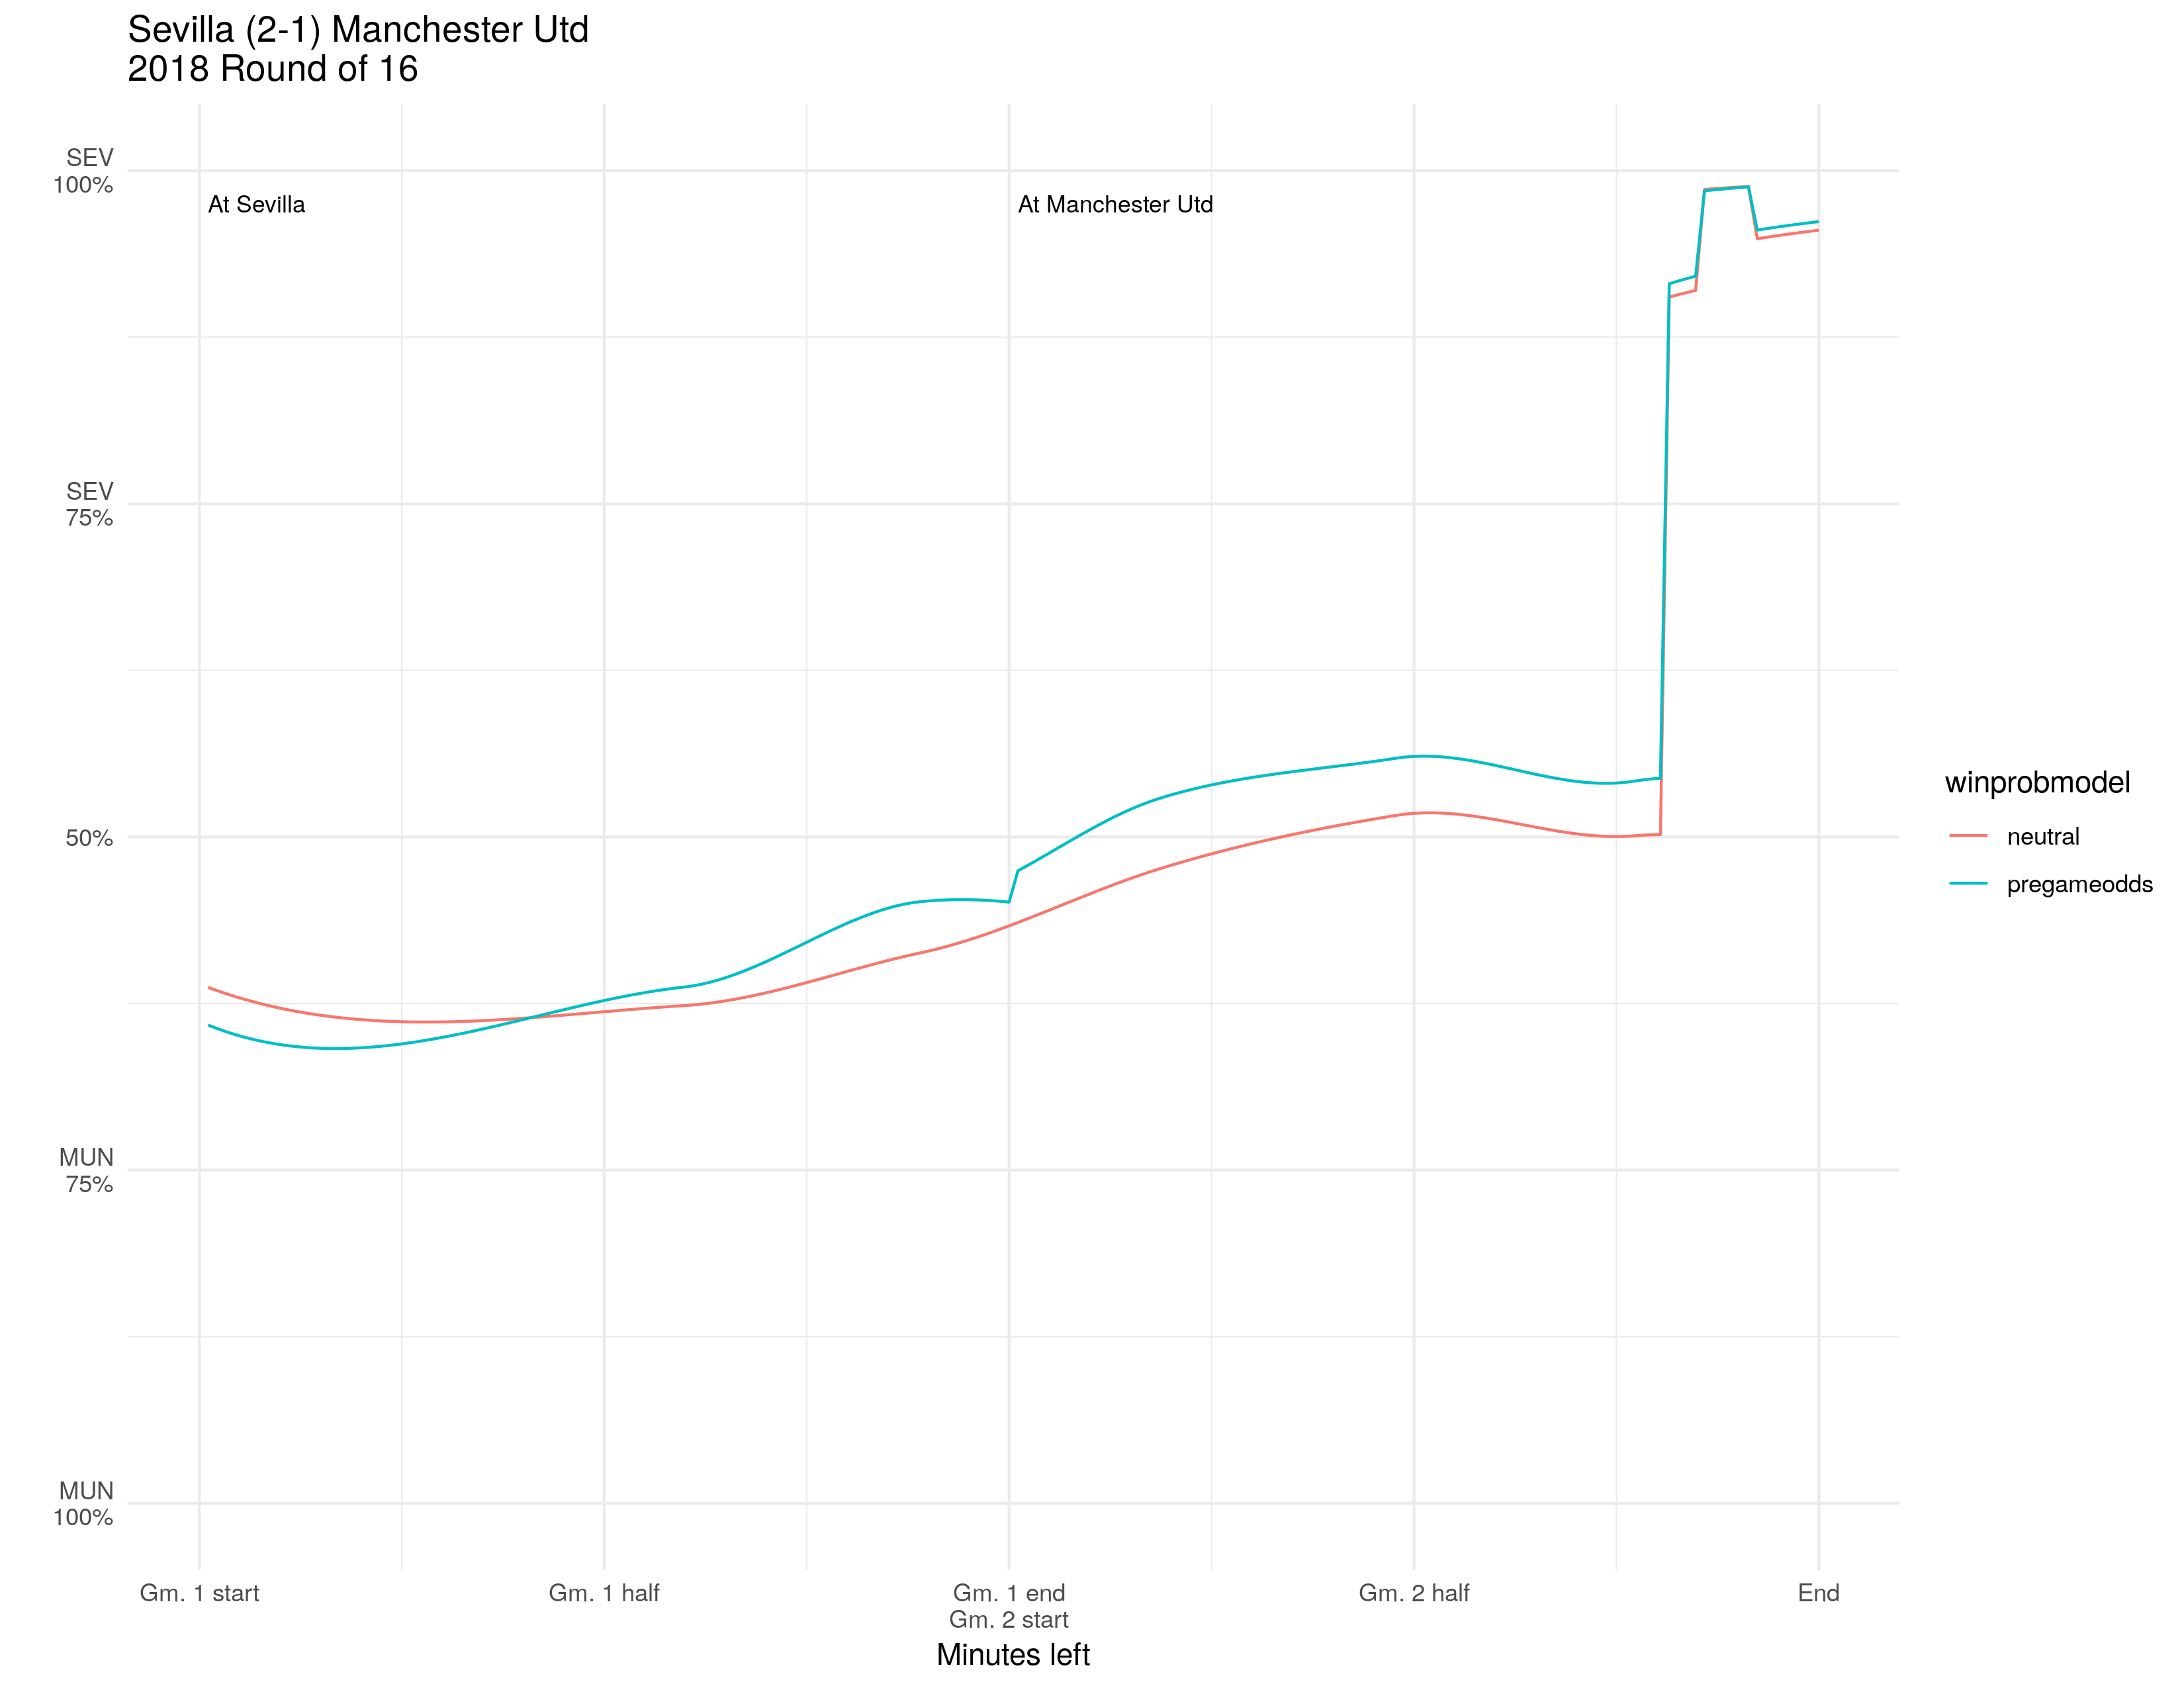 Sevilla (2-1) Manchester Utd
2018 Round of 16
SEV
100%
At Sevilla
At Manchester Utd
SEV
75%
50%
MUN
75%
MUN
100%
Gm. 1 start
Gm. 1 half
Gm. 1 end
Gm. 2 start
Gm. 2 half
End
Minutes left
winprobmodel
neutral
pregameodds